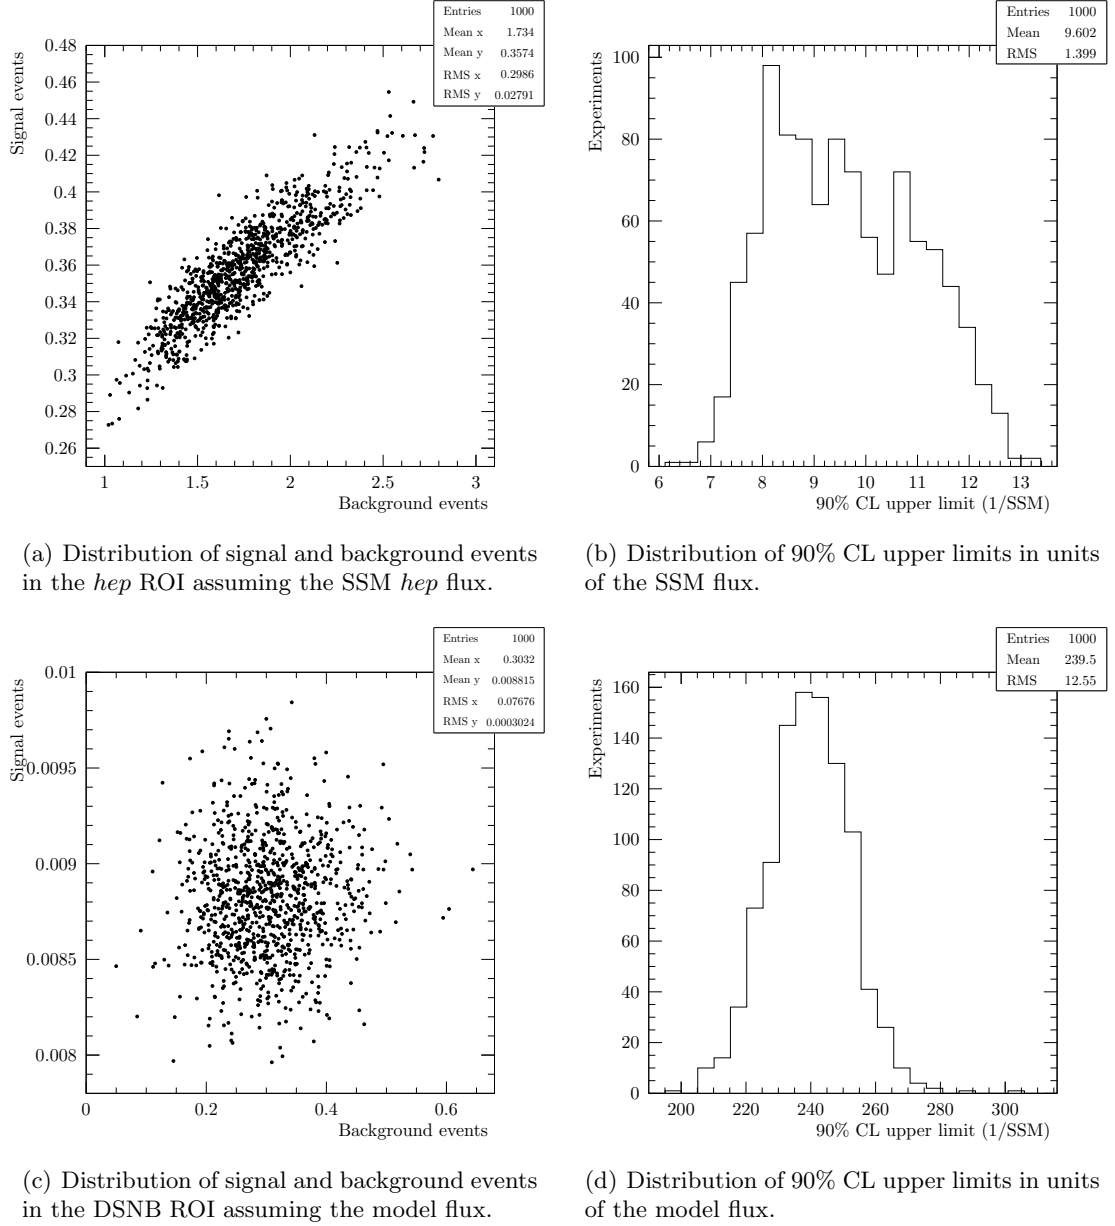 Entries 1000
Mean x 1.734
Mean y 0.3574
RMS x 0.2986
RMS y 0.02791
Signal events
0.48
0.46
0.44
0.42
0.4
0.38
0.36
0.34
0.32
0.3
0.28
0.26
1 1.5 2 2.5 3
Background events
(a) Distribution of signal and background events
in the hep ROI assuming the SSM hep flux.
Entries 1000
Mean 9.602
RMS 1.399
Experiments
100
80
60
40
20
0
6 7 8 9 10 11 12 13
90% CL upper limit (1/SSM)
(b) Distribution of 90% CL upper limits in units
of the SSM flux.
Entries 1000
Mean x 0.3032
Mean y 0.008815
RMS x 0.07676
RMS y 0.0003024
Signal events
0.01
0.0095
0.009
0.0085
0.008
0 0.2 0.4 0.6
Background events
(c) Distribution of signal and background events
in the DSNB ROI assuming the model flux.
Entries 1000
Mean 239.5
RMS 12.55
Experiments
160
140
120
100
80
60
40
20
0
200 220 240 260 280 300
90% CL upper limit (1/SSM)
(d) Distribution of 90% CL upper limits in units
of the model flux.